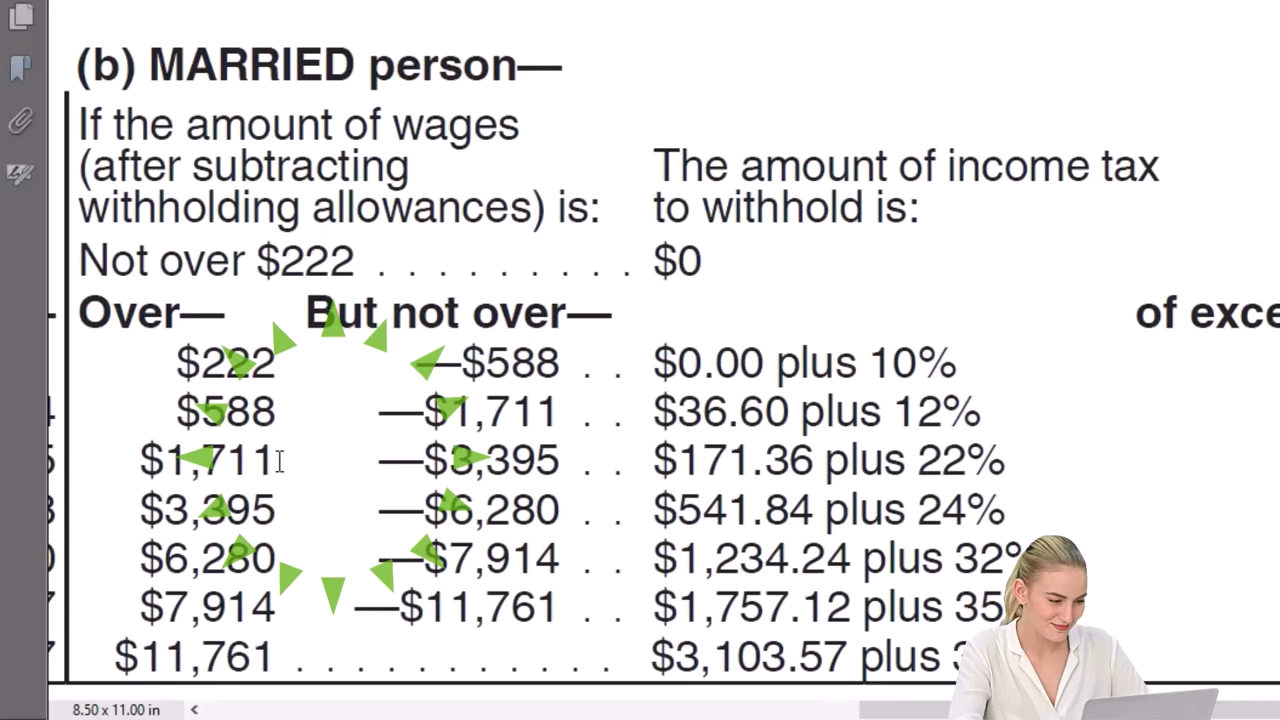 (b) MARRIED person—
If the amount of wages
(after subtracting
withholding allowances) is:
The amount of income tax
to withhold is:
Not over $222 . . . . . . . . . $0
Over— But not over— of exce
$222 —$588 . . $0.00 plus 10%
$588 —$1,711 . . $36.60 plus 12%
$1,711 —$3,395 . . $171.36 plus 22%
$3,395 —$6,280 . . $541.84 plus 24%
$6,280 —$7,914 . . $1,234.24 plus 32%
$7,914 —$11,761 . . $1,757.12 plus 35
$11,761 . . . . . . . . . . . $3,103.57 plus
8.50 x 11.00 in